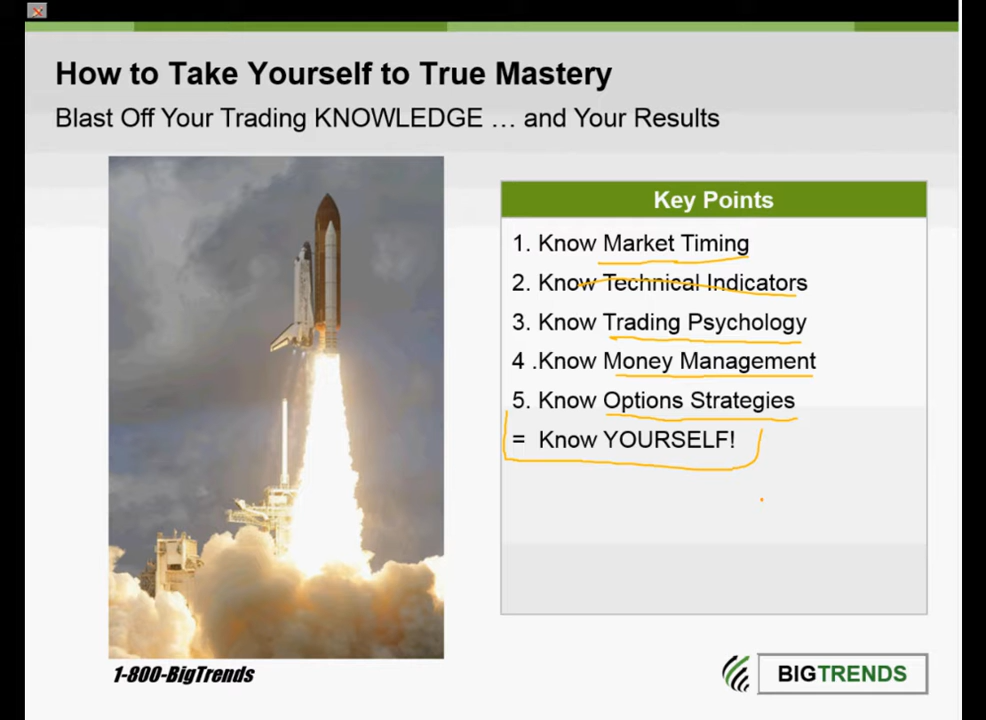 How to Take Yourself to True Mastery
Blast Off Your Trading KNOWLEDGE … and Your Results
Key Points
1. Know Market Timing
2. Know Technical Indicators
3. Know Trading Psychology
4 .Know Money Management
5. Know Options Strategies
= Know YOURSELF!
1-800-BigTrends
BIGTRENDS